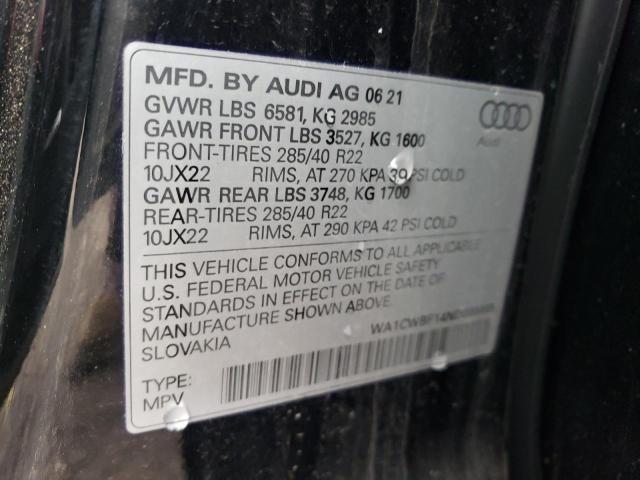 MFD. BY AUDI AG 06 21
GVWR LBS 6581, KG 2985
GAWR FRONT LBS 3527, KG 1600
FRONT-TIRES 285/40 R22
10JX22 RIMS, AT 270 KPA 39 PSI COLD
GAWR REAR LBS 3748, KG 1700
REAR-TIRES 285/40 R22
10JX22 RIMS, AT 290 KPA 42 PSI COLD
THIS VEHICLE CONFORMS TO ALL APPLICABLE
U.S. FEDERAL MOTOR VEHICLE SAFETY
STANDARDS IN EFFECT ON THE DATE OF
MANUFACTURE SHOWN ABOVE.
SLOVAKIA
TYPE:
MPV
Audi